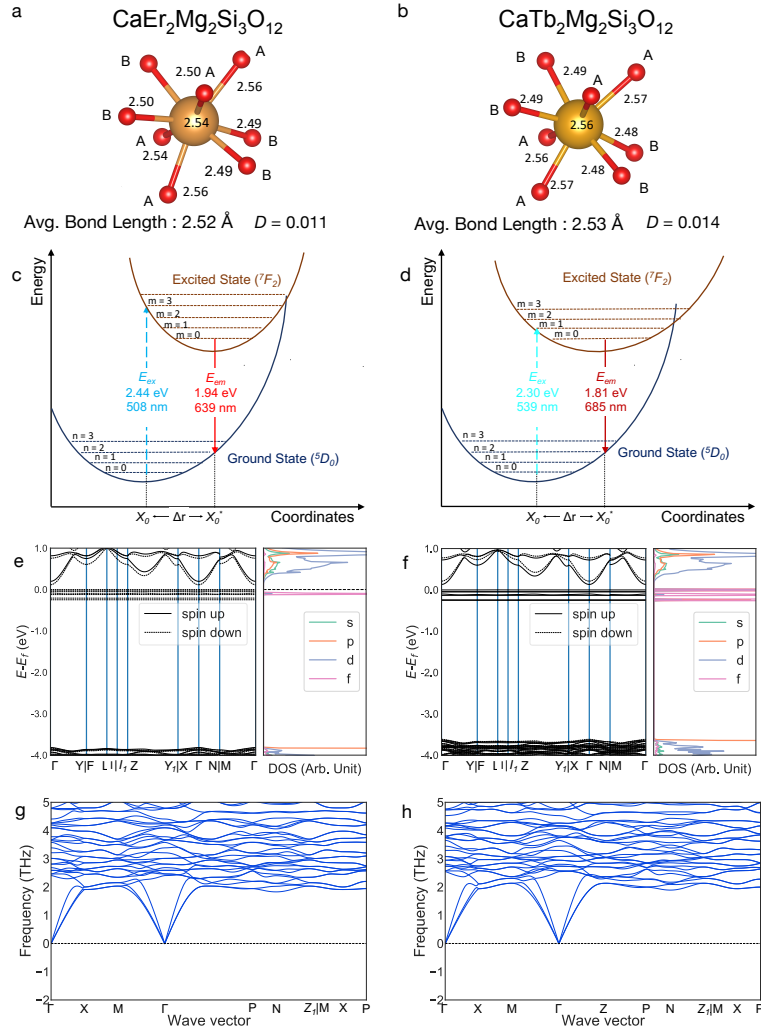 a
CaEr2Mg2Si3O12
b
CaTb2Mg2Si3O12
B
2.50
A
A
2.56
2.50
B
2.54
2.49
B
A
2.54
2.49
B
A
2.56
B
2.49
A
A
2.57
2.49
B
2.56
2.48
B
A
2.56
2.48
B
A
2.57
Avg. Bond Length : 2.52 Å D = 0.011
Avg. Bond Length : 2.53 Å D = 0.014
c
Energy
Excited State (⁷F₂)
m = 3
m = 2
m = 1
m = 0
Eex
2.44 eV
508 nm
Eem
1.94 eV
639 nm
n = 3
n = 2
n = 1
n = 0
Ground State (⁵D₀)
X₀ ⟵ Δr ⟶ X₀* Coordinates
d
Energy
Excited State (⁷F₂)
m = 3
m = 2
m = 1
m = 0
Eex
2.30 eV
539 nm
Eem
1.81 eV
685 nm
n = 3
n = 2
n = 1
n = 0
Ground State (⁵D₀)
X₀ ⟵ Δr ⟶ X₀* Coordinates
e
1.0
0.0
-1.0
-2.0
-3.0
-4.0
E-Ef (eV)
spin up
spin down
s
p
d
f
Γ Y|F L I|I₁ Z Y₁|X Γ N|M Γ
DOS (Arb. Unit)
f
1.0
0.0
-1.0
-2.0
-3.0
-4.0
spin up
spin down
s
p
d
f
Γ Y|F L I|I₁ Z Y₁|X Γ N|M Γ
DOS (Arb. Unit)
g
5
4
3
2
1
0
−1
−2
Frequency (THz)
Γ X M Γ P N Z₁|M X P
Wave vector
h
5
4
3
2
1
0
−1
−2
Frequency (THz)
Γ X M Γ Z P N Z₁|M X P
Wave vector